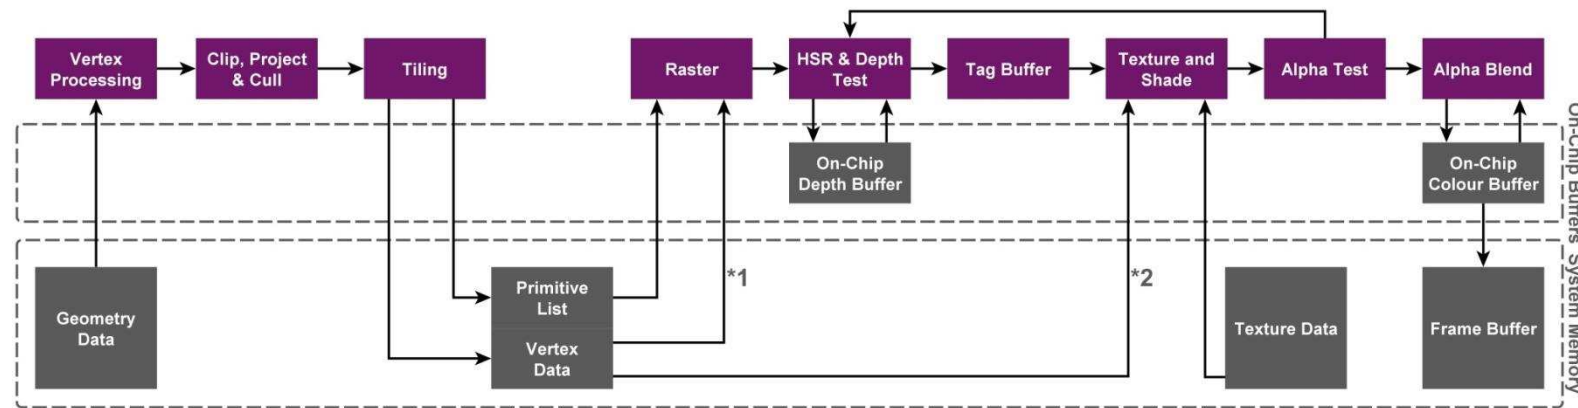 Vertex
Processing
Clip, Project
& Cull
Tiling
Raster
HSR & Depth
Test
Tag Buffer
Texture and
Shade
Alpha Test
Alpha Blend
On-Chip
Depth Buffer
On-Chip
Colour Buffer
On-Chip Buffers
Geometry
Data
Primitive
List
Vertex
Data
*1
*2
Texture Data
Frame Buffer
System Memory